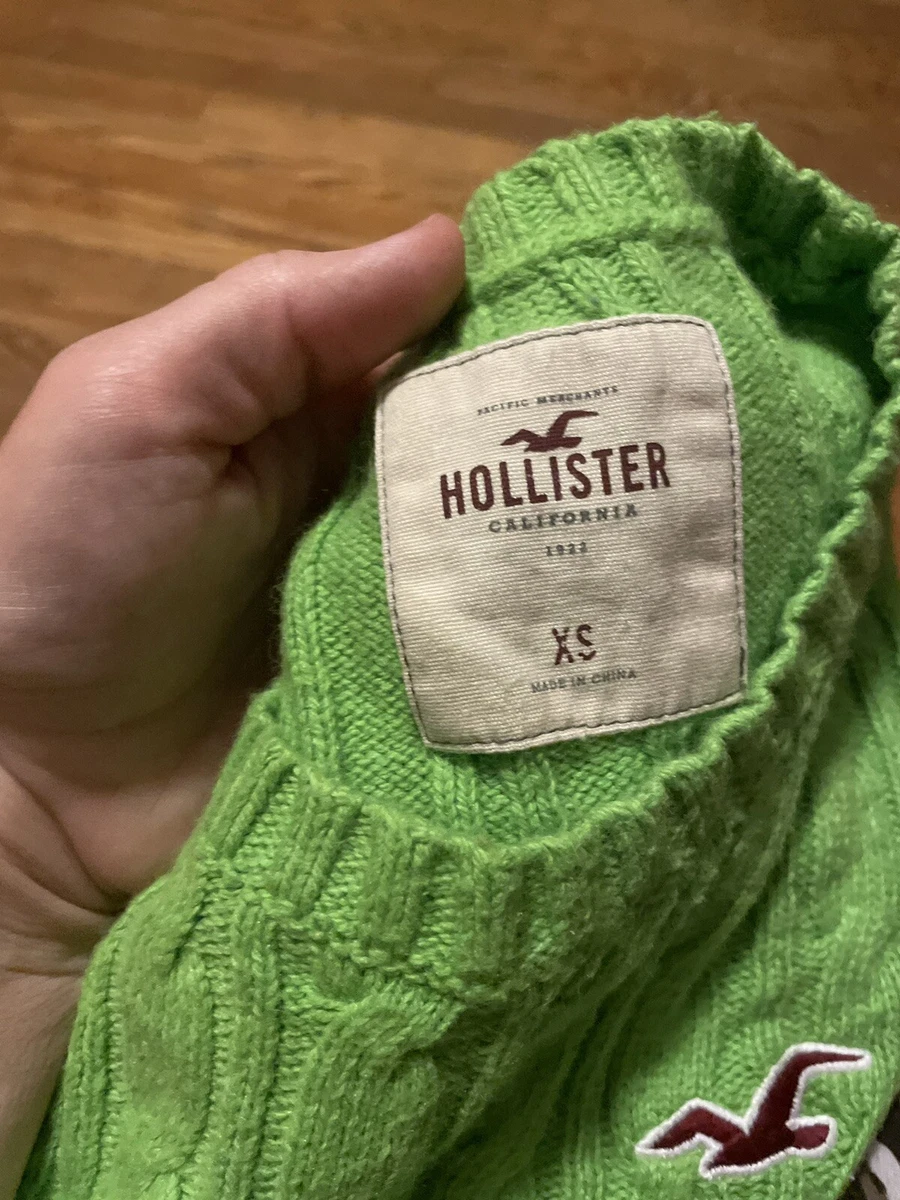 PACIFIC MERCHANTS
HOLLISTER
CALIFORNIA
1922
XS
MADE IN CHINA